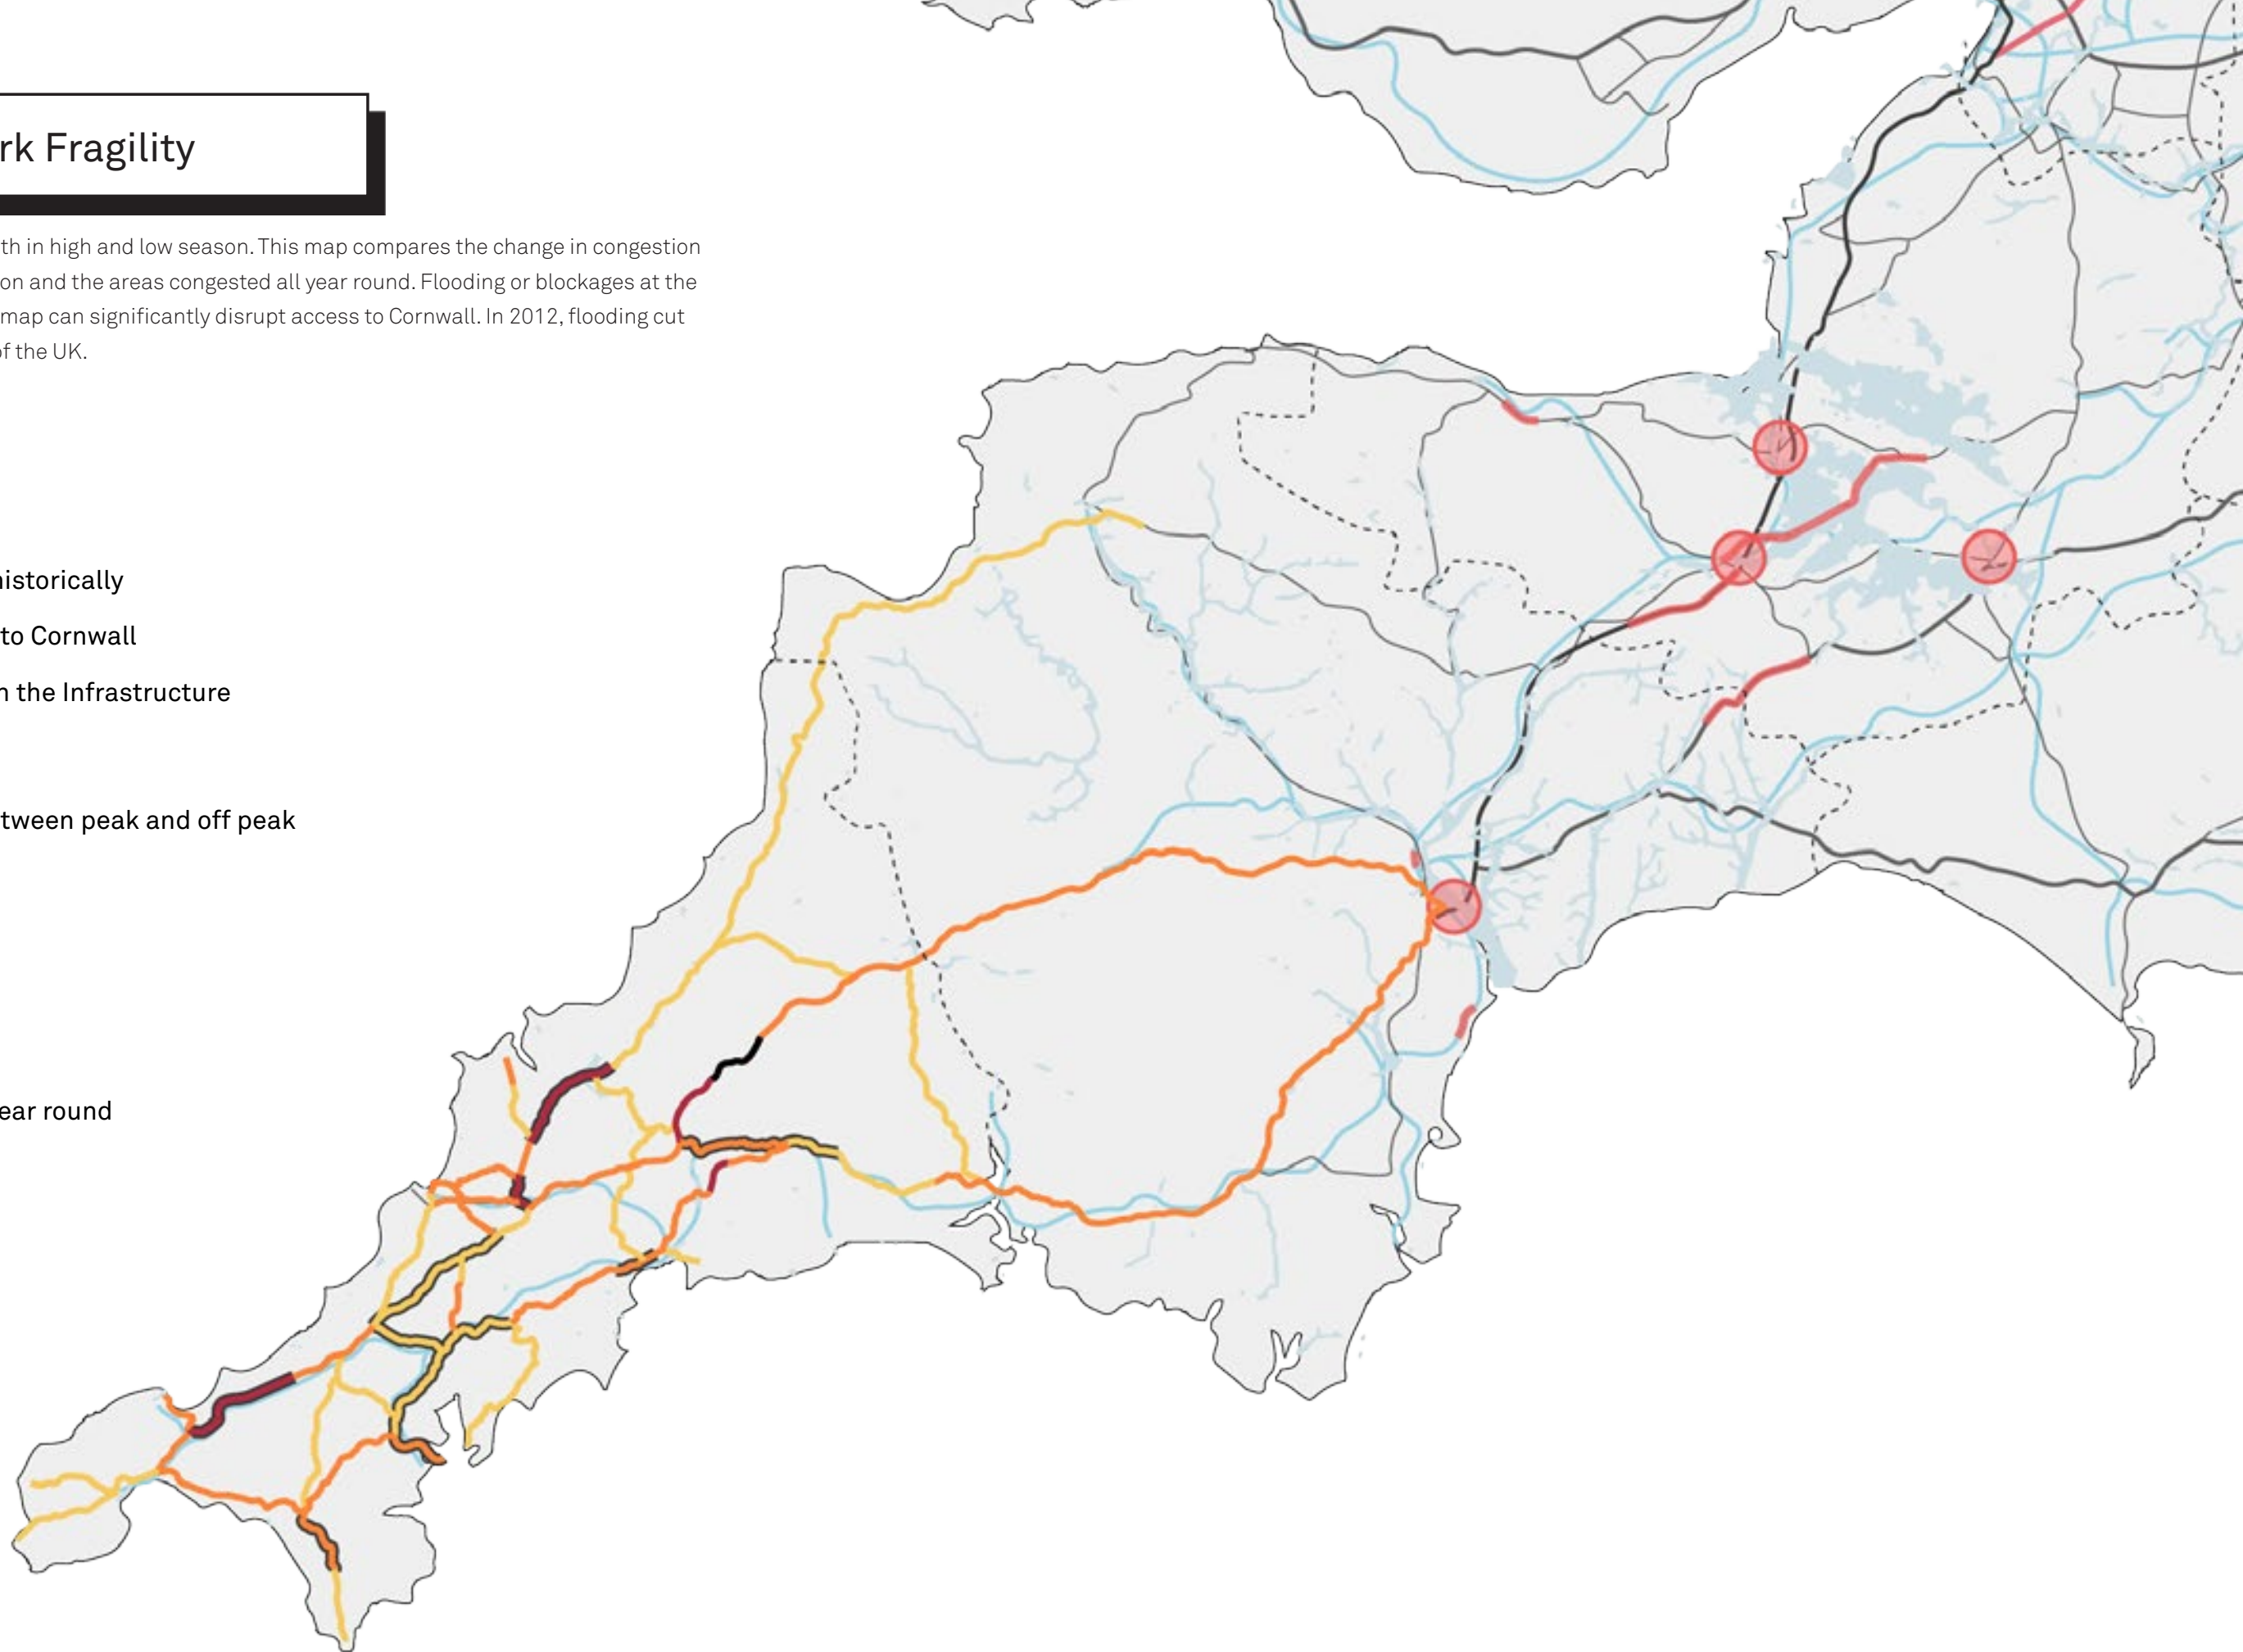 rk Fragility
th in high and low season. This map compares the change in congestion
on and the areas congested all year round. Flooding or blockages at the
map can significantly disrupt access to Cornwall. In 2012, flooding cut
of the UK.
historically
to Cornwall
n the Infrastructure
tween peak and off peak
ear round